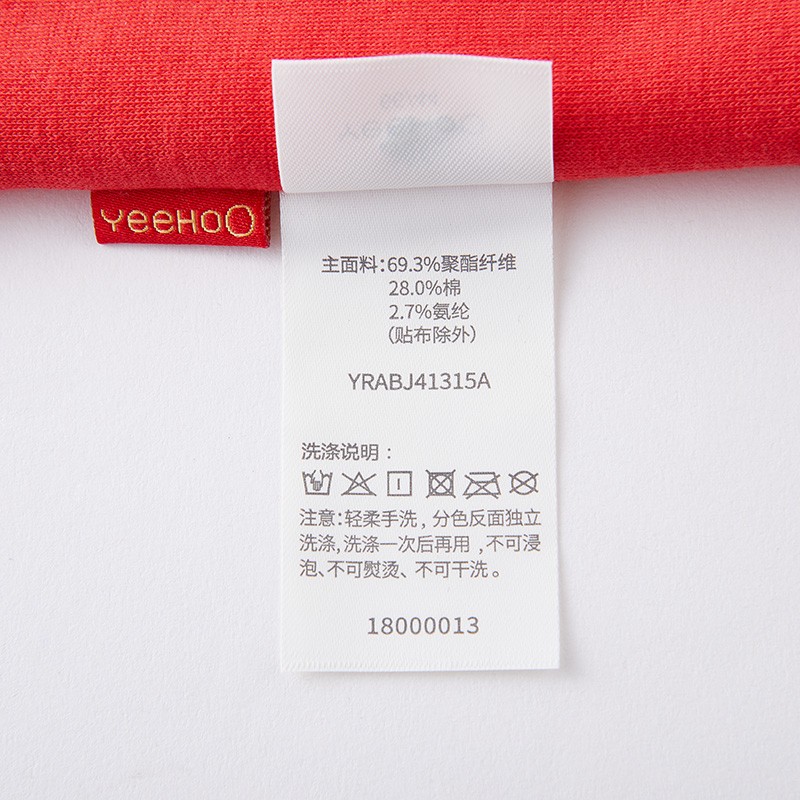 YeeHoO
主面料:69.3%聚酯纤维
28.0%棉
2.7%氨纶
(贴布除外)
YRABJ41315A
洗涤说明：
注意:轻柔手洗，分色反面独立
洗涤,洗涤一次后再用,不可浸
泡、不可熨烫、不可干洗。
18000013